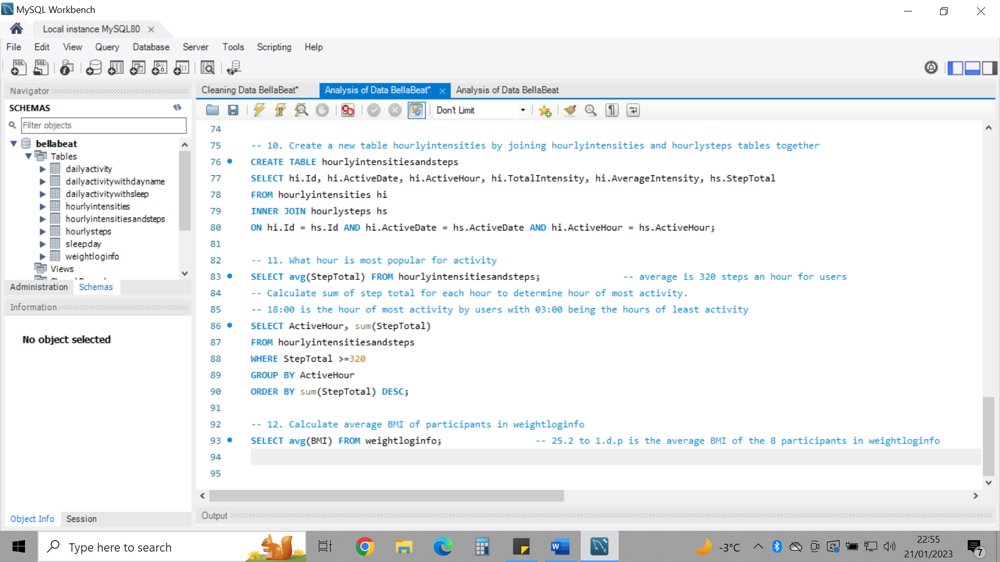 MySQL Workbench
Local instance MySQL80
File Edit View Query Database Server Tools Scripting Help
Navigator
SCHEMAS
Filter objects
bellabeat
Tables
dailyactivity
dailyactivitywithdayname
dailyactivitywithsleep
hourlyintensities
hourlyintensitiesandsteps
hourlysteps
sleepday
weightloginfo
Views
Administration Schemas
Information
No object selected
Object Info Session
Cleaning Data BellaBeat* Analysis of Data BellaBeat* Analysis of Data BellaBeat
Don't Limit
74
75 -- 10. Create a new table hourlyintensities by joining hourlyintensities and hourlysteps tables together
76 CREATE TABLE hourlyintensitiesandsteps
77 SELECT hi.Id, hi.ActiveDate, hi.ActiveHour, hi.TotalIntensity, hi.AverageIntensity, hs.StepTotal
78 FROM hourlyintensities hi
79 INNER JOIN hourlysteps hs
80 ON hi.Id = hs.Id AND hi.ActiveDate = hs.ActiveDate AND hi.ActiveHour = hs.ActiveHour;
81
82 -- 11. What hour is most popular for activity
83 SELECT avg(StepTotal) FROM hourlyintensitiesandsteps; -- average is 320 steps an hour for users
84 -- Calculate sum of step total for each hour to determine hour of most activity.
85 -- 18:00 is the hour of most activity by users with 03:00 being the hours of least activity
86 SELECT ActiveHour, sum(StepTotal)
87 FROM hourlyintensitiesandsteps
88 WHERE StepTotal >=320
89 GROUP BY ActiveHour
90 ORDER BY sum(StepTotal) DESC;
91
92 -- 12. Calculate average BMI of participants in weightloginfo
93 SELECT avg(BMI) FROM weightloginfo; -- 25.2 to 1.d.p is the average BMI of the 8 participants in weightloginfo
94
95
Output
Type here to search
-3°C
22:55
21/01/2023
7